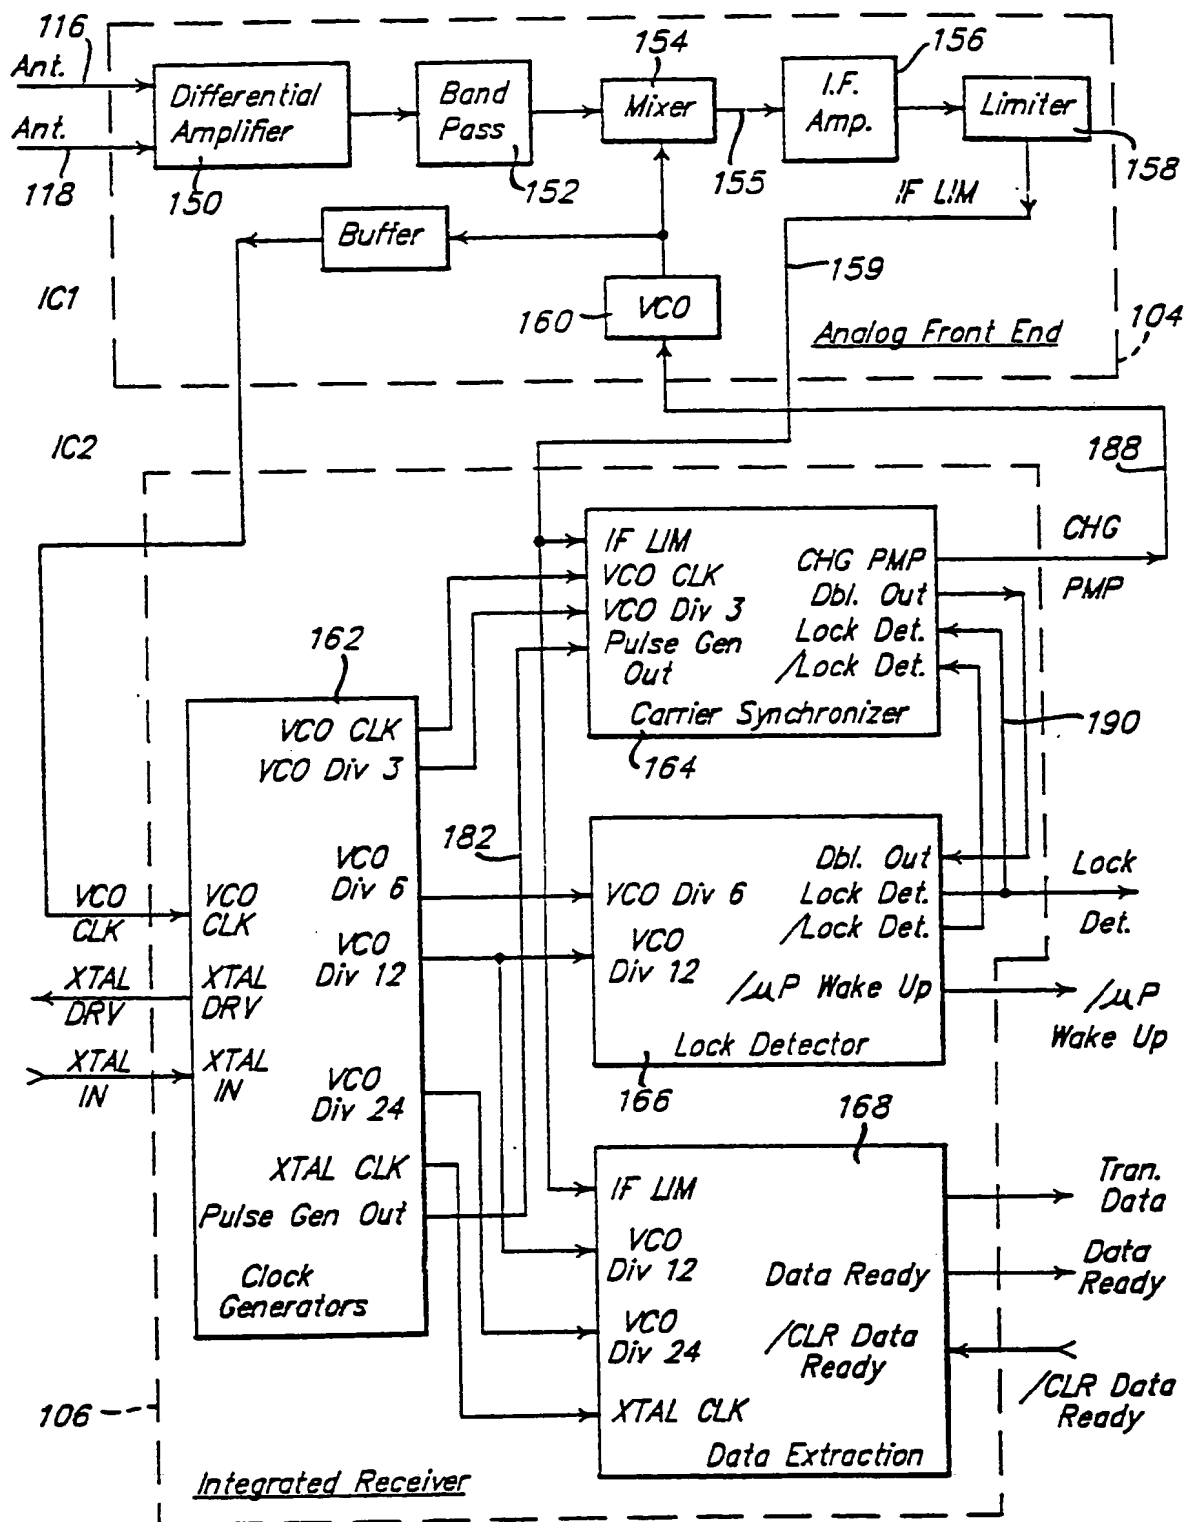 116
154
156
Ant.
Differential
Amplifier
Band
Pass
Mixer
I.F.
Amp.
Limiter
Ant.
118
150
152
155
158
IF LIM
Buffer
159
IC1
160
VCO
104
Analog Front End
IC2
188
IF LIM
VCO CLK
VCO Div 3
Pulse Gen
Out
CHG PMP
Dbl. Out
Lock Det.
/Lock Det.
Carrier Synchronizer
CHG
PMP
164
190
162
VCO CLK
VCO Div 3
182
VCO
Div 6
VCO
Div 12
VCO
CLK
VCO
CLK
XTAL
DRV
XTAL
DRV
XTAL
IN
XTAL
IN
VCO
Div 24
XTAL CLK
Pulse Gen Out
Clock
Generators
VCO Div 6
VCO
Div 12
Dbl. Out
Lock Det.
/Lock Det.
/μP Wake Up
Lock Detector
Lock
Det.
/μP
Wake Up
166
168
IF LIM
VCO
Div 12
VCO
Div 24
XTAL CLK
Data Ready
/CLR Data
Ready
Data Extraction
Tran.
Data
Data
Ready
/CLR Data
Ready
106
Integrated Receiver